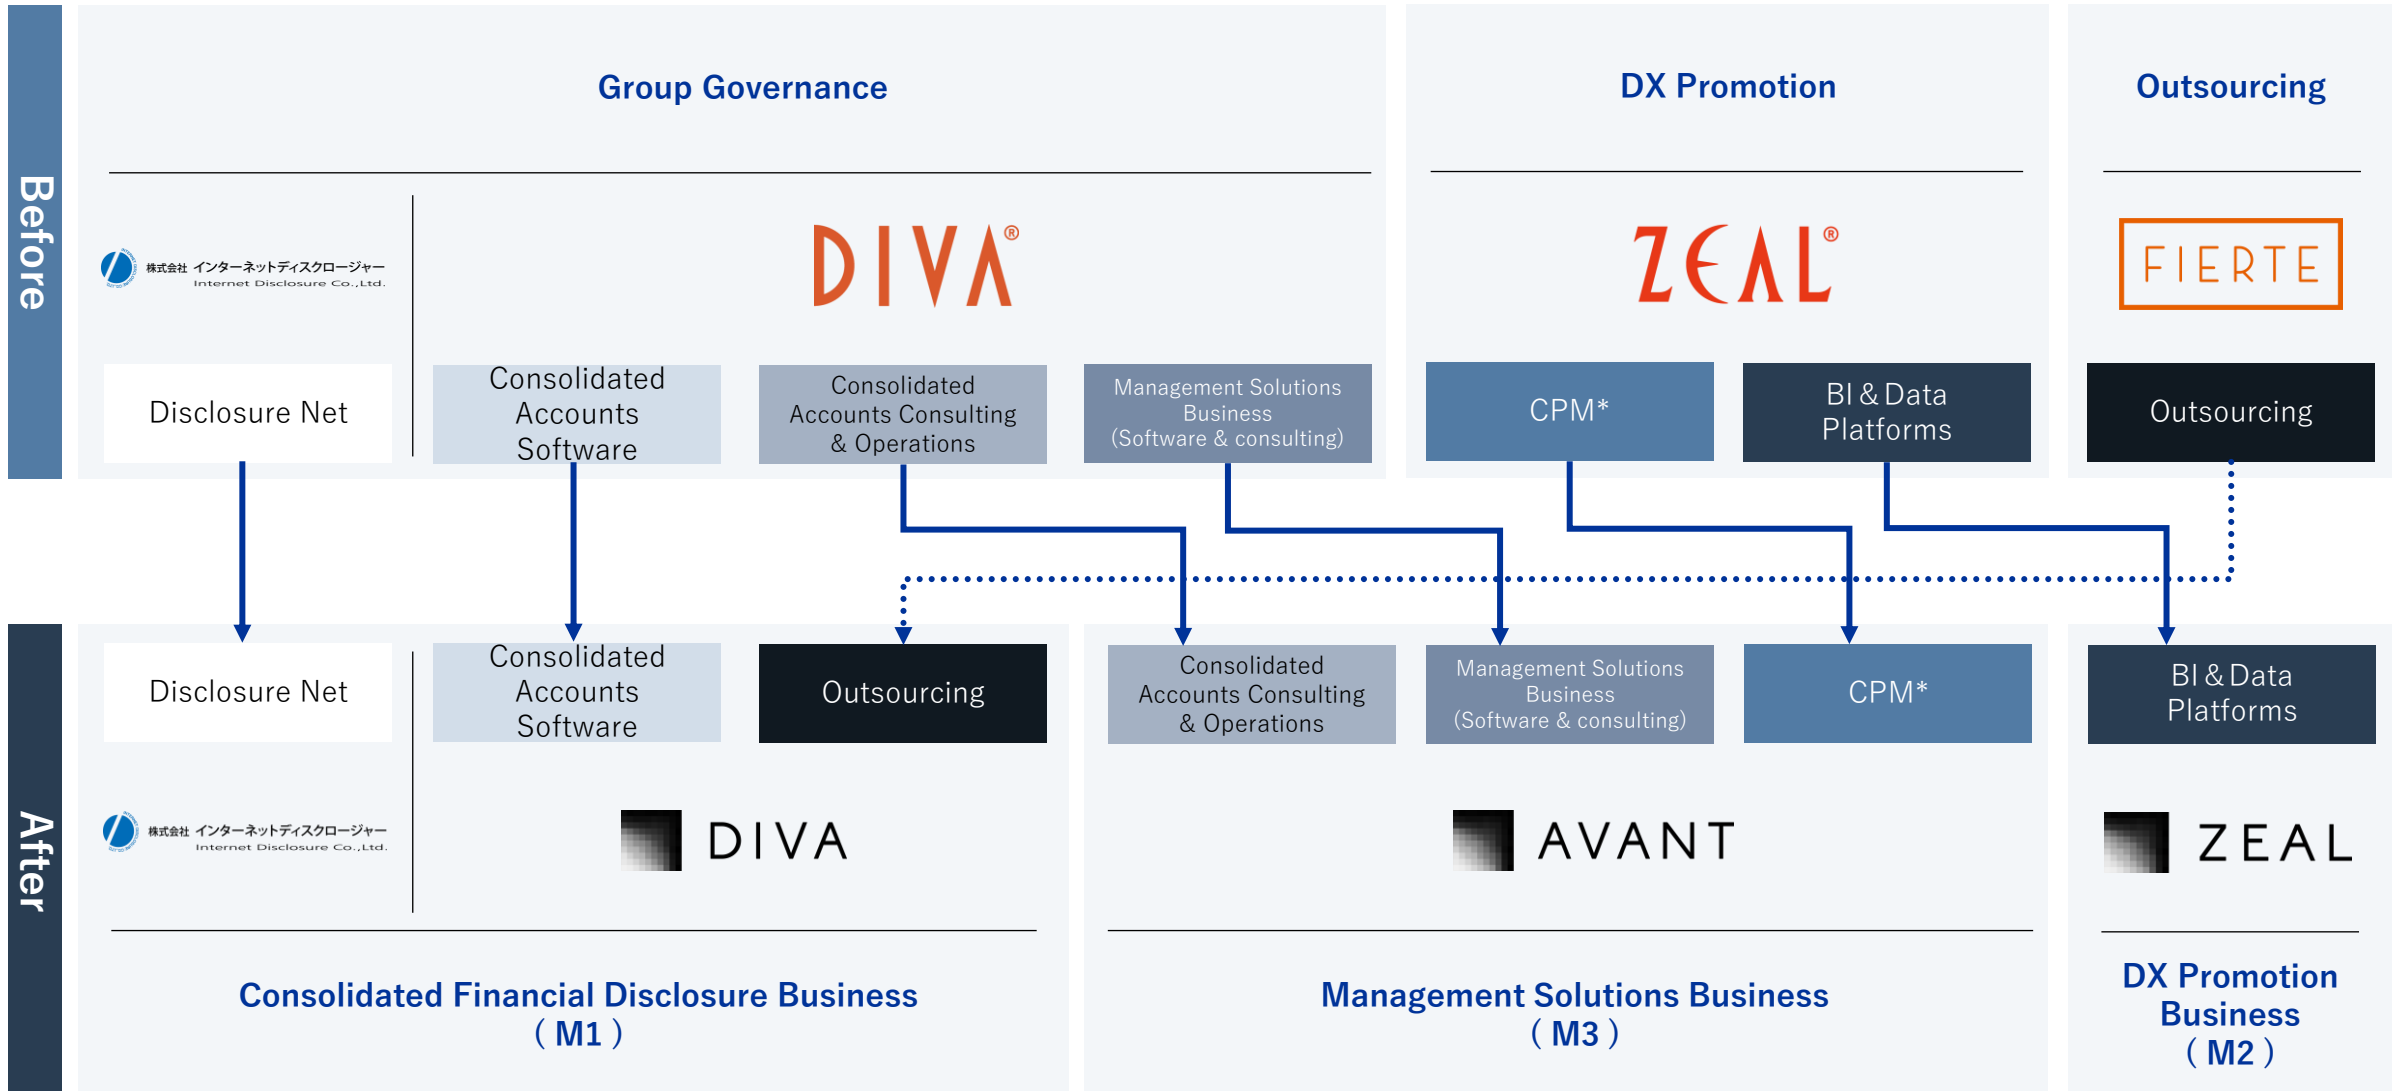 Before
Group Governance
DX Promotion
Outsourcing
株式会社 インターネットディスクロージャー
Internet Disclosure Co.,Ltd.
DIVA®
ZEAL®
FIERTE
Disclosure Net
Consolidated
Accounts
Software
Consolidated
Accounts Consulting
& Operations
Management Solutions
Business
(Software & consulting)
CPM*
BI & Data
Platforms
Outsourcing
After
Disclosure Net
Consolidated
Accounts
Software
Outsourcing
Consolidated
Accounts Consulting
& Operations
Management Solutions
Business
(Software & consulting)
CPM*
BI & Data
Platforms
株式会社 インターネットディスクロージャー
Internet Disclosure Co.,Ltd.
DIVA
AVANT
ZEAL
Consolidated Financial Disclosure Business
( M1 )
Management Solutions Business
( M3 )
DX Promotion
Business
( M2 )